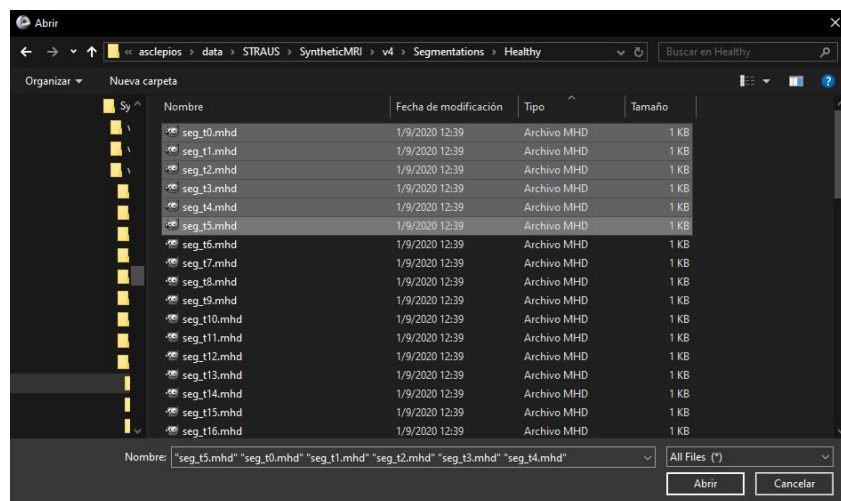 Abrir
« asclepios › data › STRAUS › SyntheticMRI › v4 › Segmentations › Healthy
Buscar en Healthy
Organizar Nueva carpeta
Sy Nombre Fecha de modificación Tipo Tamaño
seg_t0.mhd 1/9/2020 12:39 Archivo MHD 1 KB
seg_t1.mhd 1/9/2020 12:39 Archivo MHD 1 KB
seg_t2.mhd 1/9/2020 12:39 Archivo MHD 1 KB
seg_t3.mhd 1/9/2020 12:39 Archivo MHD 1 KB
seg_t4.mhd 1/9/2020 12:39 Archivo MHD 1 KB
seg_t5.mhd 1/9/2020 12:39 Archivo MHD 1 KB
seg_t6.mhd 1/9/2020 12:39 Archivo MHD 1 KB
seg_t7.mhd 1/9/2020 12:39 Archivo MHD 1 KB
seg_t8.mhd 1/9/2020 12:39 Archivo MHD 1 KB
seg_t9.mhd 1/9/2020 12:39 Archivo MHD 1 KB
seg_t10.mhd 1/9/2020 12:39 Archivo MHD 1 KB
seg_t11.mhd 1/9/2020 12:39 Archivo MHD 1 KB
seg_t12.mhd 1/9/2020 12:39 Archivo MHD 1 KB
seg_t13.mhd 1/9/2020 12:39 Archivo MHD 1 KB
seg_t14.mhd 1/9/2020 12:39 Archivo MHD 1 KB
seg_t15.mhd 1/9/2020 12:39 Archivo MHD 1 KB
seg_t16.mhd 1/9/2020 12:39 Archivo MHD 1 KB
Nombre: "seg_t5.mhd" "seg_t0.mhd" "seg_t1.mhd" "seg_t2.mhd" "seg_t3.mhd" "seg_t4.mhd" All Files (*)
Abrir Cancelar